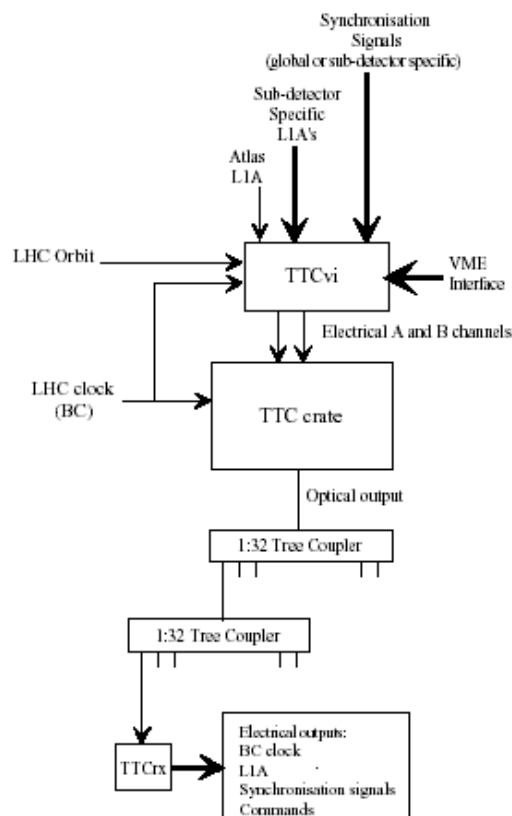 Synchronisation
Signals
(global or sub-detector specific)
Sub-detector
Specific
L1A's
Atlas
L1A
LHC Orbit
TTCvi
VME
Interface
Electrical A and B channels
LHC clock
(BC)
TTC crate
Optical output
1:32 Tree Coupler
1:32 Tree Coupler
TTCrx
Electrical outputs:
BC clock
L1A
Synchronisation signals
Commands